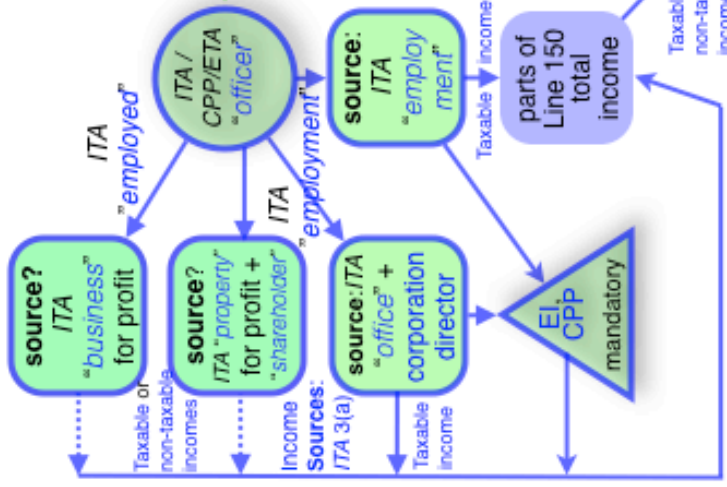 ITA
”employed”
ITA /
CPP/ETA
“officer”
source?
ITA
“business”
for profit
source?
ITA “property”
for profit +
“shareholder”
ITA
”employment”
source:
ITA
“employ
ment”
Taxable or
non-taxable
incomes
Income
Sources:
ITA 3(a)
source:ITA
“office” +
corporation
director
Taxable
income
Taxable
income
EI,
CPP
mandatory
parts of
Line 150
total
income
Taxable
income